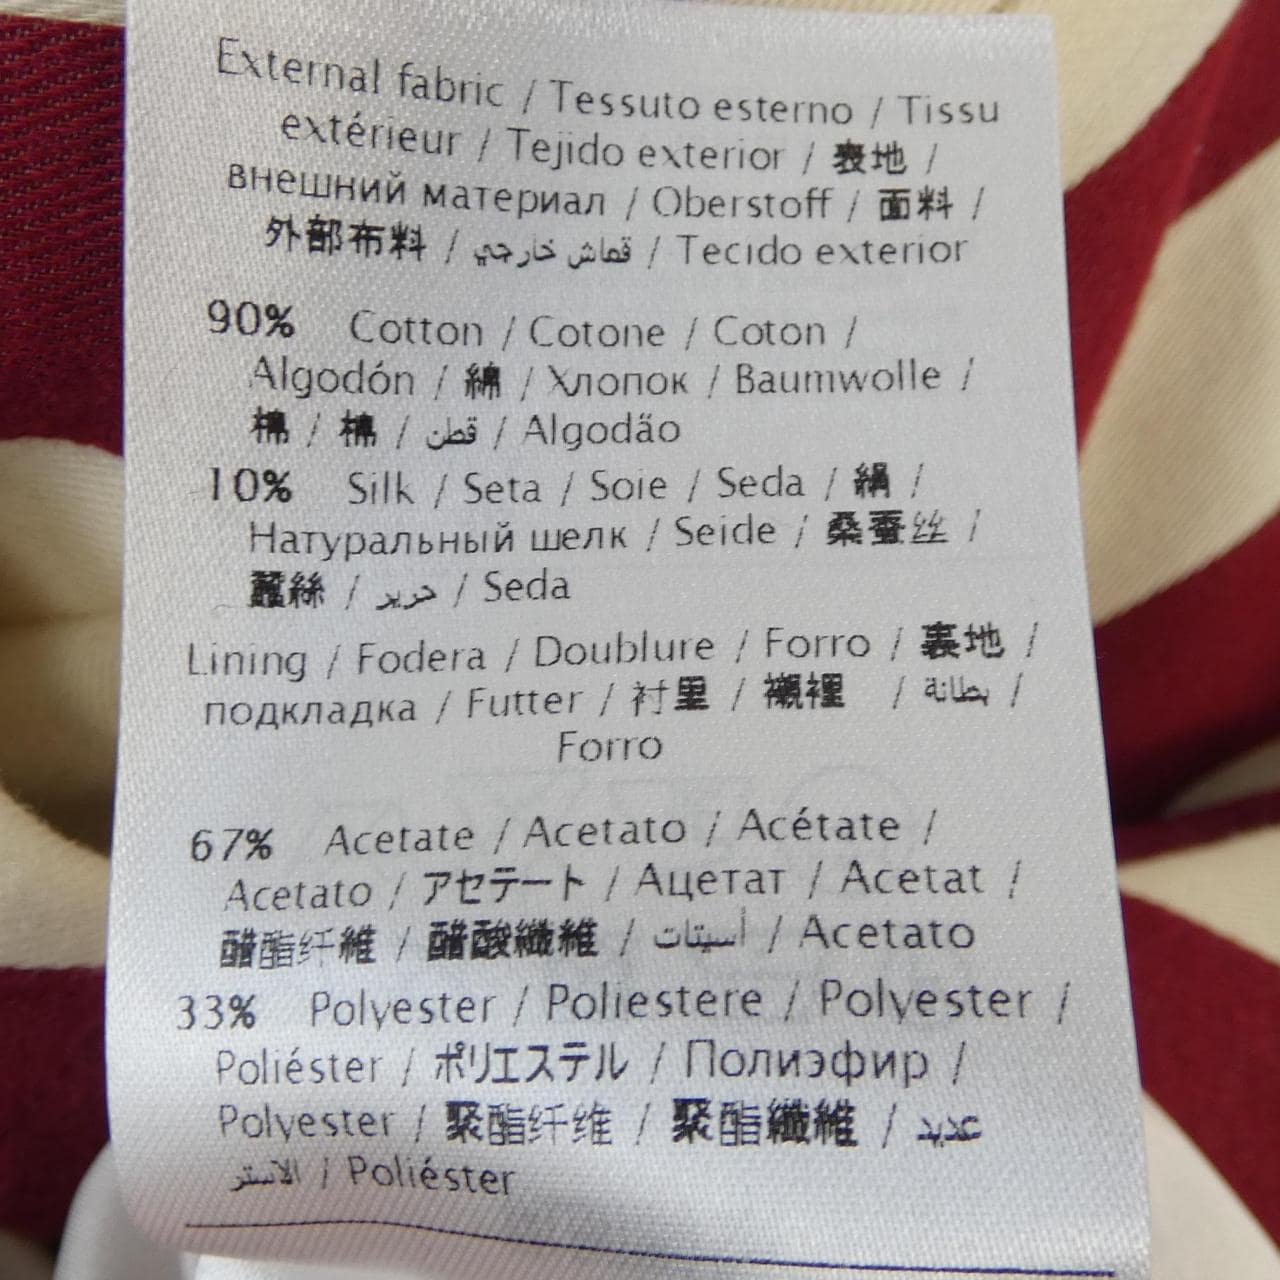 External fabric / Tessuto esterno / Tissu
extérieur / Tejido exterior / 表地 /
внешний материал / Oberstoff / 面料 /
外部布料 / قماش خارجي / Tecido exterior
90% Cotton / Cotone / Coton /
Algodón / 綿 / Хлопок / Baumwolle /
棉 / 棉 / قطن / Algodão
10% Silk / Seta / Soie / Seda / 絹 /
Натуральный шелк / Seide / 桑蚕丝 /
蠶絲 / حرير / Seda
Lining / Fodera / Doublure / Forro / 裏地 /
подкладка / Futter / 衬里 / 襯裡 / بطانة /
Forro
67% Acetate / Acetato / Acétate /
Acetato / アセテート / Ацетат / Acetat /
醋酯纤維 / 醋酸纖維 / أسيتات / Acetato
33% Polyester / Poliestere / Polyester /
Poliéster / ポリエステル / Полиэфир /
Polyester / 聚酯纤维 / 聚酯纖維 / عديد
الاستر / Poliéster